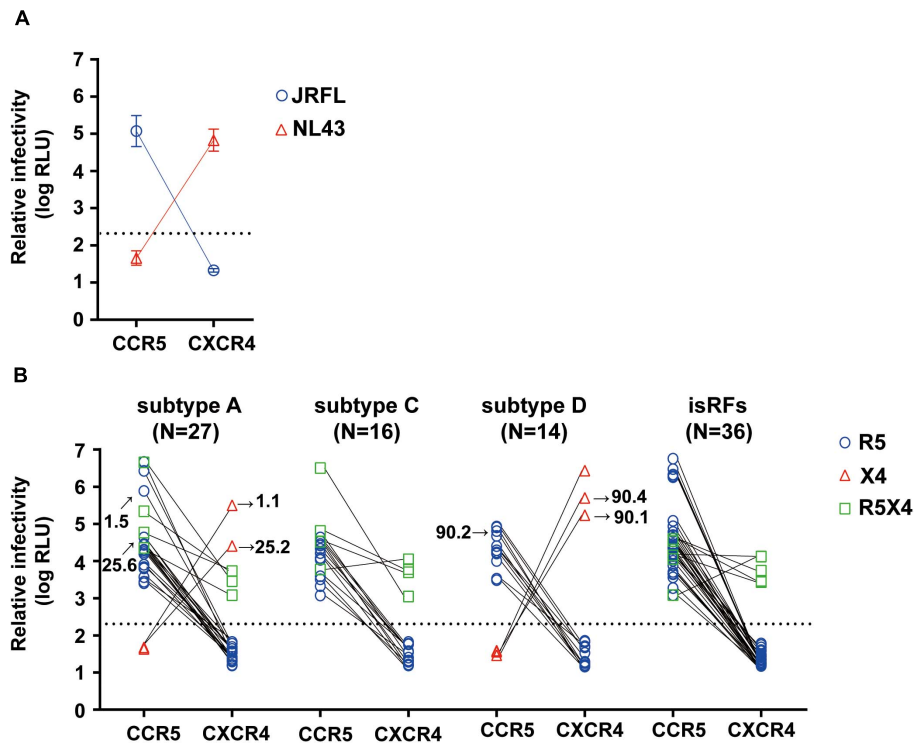 A
Relative infectivity
(log RLU)
7
6
5
4
3
2
1
0
CCR5 CXCR4
JRFL
NL43
B
subtype A
(N=27)
subtype C
(N=16)
subtype D
(N=14)
isRFs
(N=36)
Relative infectivity
(log RLU)
7
6
5
4
3
2
1
0
1.5
25.6
→1.1
→25.2
90.2→
→90.4
→90.1
CCR5 CXCR4 CCR5 CXCR4 CCR5 CXCR4 CCR5 CXCR4
R5
X4
R5X4